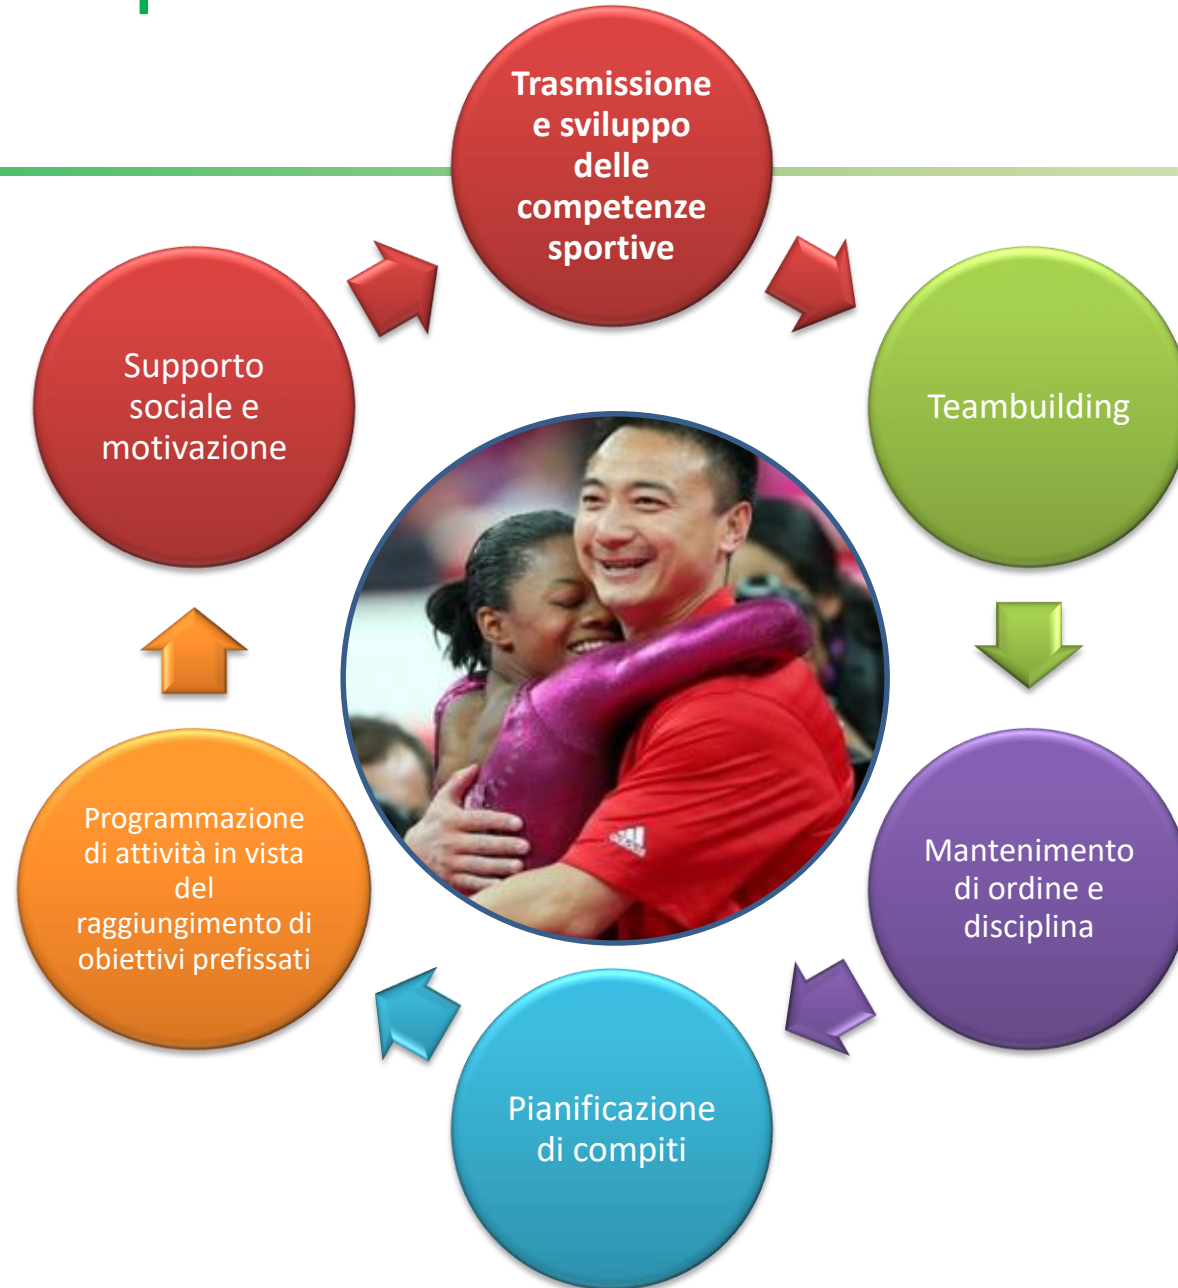 Trasmissione
e sviluppo
delle
competenze
sportive
Teambuilding
Mantenimento
di ordine e
disciplina
Pianificazione
di compiti
Programmazione
di attività in vista
del
raggiungimento di
obiettivi prefissati
Supporto
sociale e
motivazione
adidas